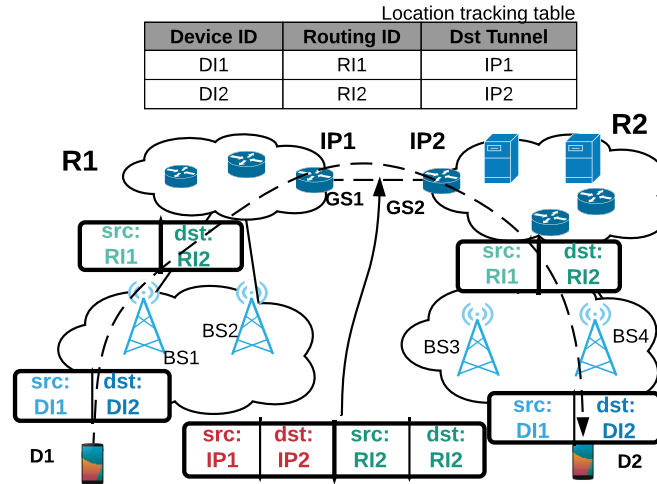 Location tracking table
Device ID Routing ID Dst Tunnel
DI1 RI1 IP1
DI2 RI2 IP2
R1 IP1 IP2 R2
GS1 GS2
src: dst: src: dst:
RI1 RI2 RI1 RI2
BS1 BS2 BS3 BS4
src: dst:
DI1 DI2
src: dst: src: dst:
IP1 IP2 RI2 RI2
src: dst:
DI1 DI2
D1 D2